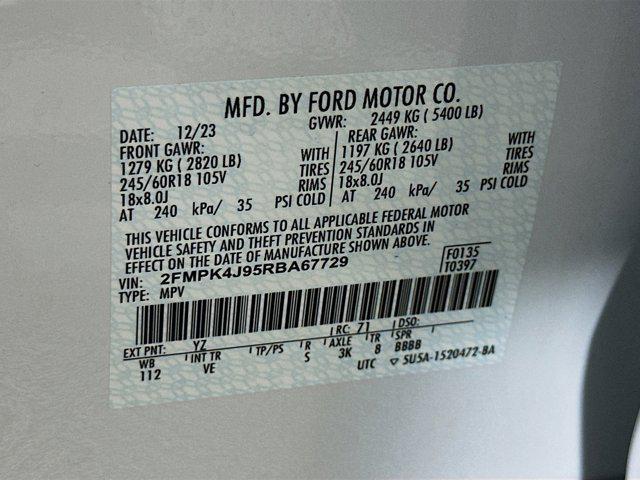 MFD. BY FORD MOTOR CO.
DATE: 12/23 GVWR: 2449 KG ( 5400 LB)
FRONT GAWR: REAR GAWR:
1279 KG ( 2820 LB) WITH 1197 KG ( 2640 LB) WITH
245/60R18 105V TIRES 245/60R18 105V TIRES
18x8.0J RIMS 18x8.0J RIMS
AT 240 kPa/ 35 PSI COLD AT 240 kPa/ 35 PSI COLD
THIS VEHICLE CONFORMS TO ALL APPLICABLE FEDERAL MOTOR
VEHICLE SAFETY AND THEFT PREVENTION STANDARDS IN
EFFECT ON THE DATE OF MANUFACTURE SHOWN ABOVE.
VIN: 2FMPK4J95RBA67729 F0135
TYPE: MPV T0397
EXT PNT: YZ RC: 71 DSO:
WB INT TR TP/PS R AXLE TR SPR
112 VE S 3K 8 BBBB
UTC ▽ 5U5A-1520472-BA